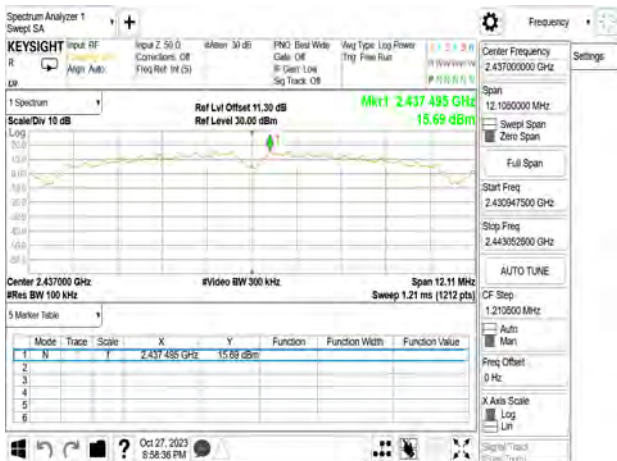 Spectrum Analyzer 1
Swept SA
+
Frequency
Settings
KEYSIGHT
Input: RF
Input Z: 50 Ω
#Atten: 30 dB
PNO: Best Wide
Avg Type: Log Power
R
Corrections: Off
Gate: Off
Trig: Free Run
Align: Auto
Freq Ref: Int (S)
IF Gain: Low
Sig Track: Off
P N N N N N
1 Spectrum
Scale/Div 10 dB
Ref Lvl Offset 11.30 dB
Ref Level 30.00 dBm
Mkr1 2.437 495 GHz
15.69 dBm
Log
1
Center 2.437000 GHz
#Res BW 100 kHz
#Video BW 300 kHz
Span 12.11 MHz
Sweep 1.21 ms (1212 pts)
5 Marker Table
Mode Trace Scale X Y Function Function Width Function Value
1 N f 2.437 495 GHz 15.69 dBm
2
3
4
5
6
Center Frequency
2.437000000 GHz
Span
12.1050000 MHz
Swept Span
Zero Span
Full Span
Start Freq
2.430947500 GHz
Stop Freq
2.443052500 GHz
AUTO TUNE
CF Step
1.210500 MHz
Auto
Man
Freq Offset
0 Hz
X Axis Scale
Log
Lin
Signal Track
Oct 27, 2023
8:58:36 PM
?